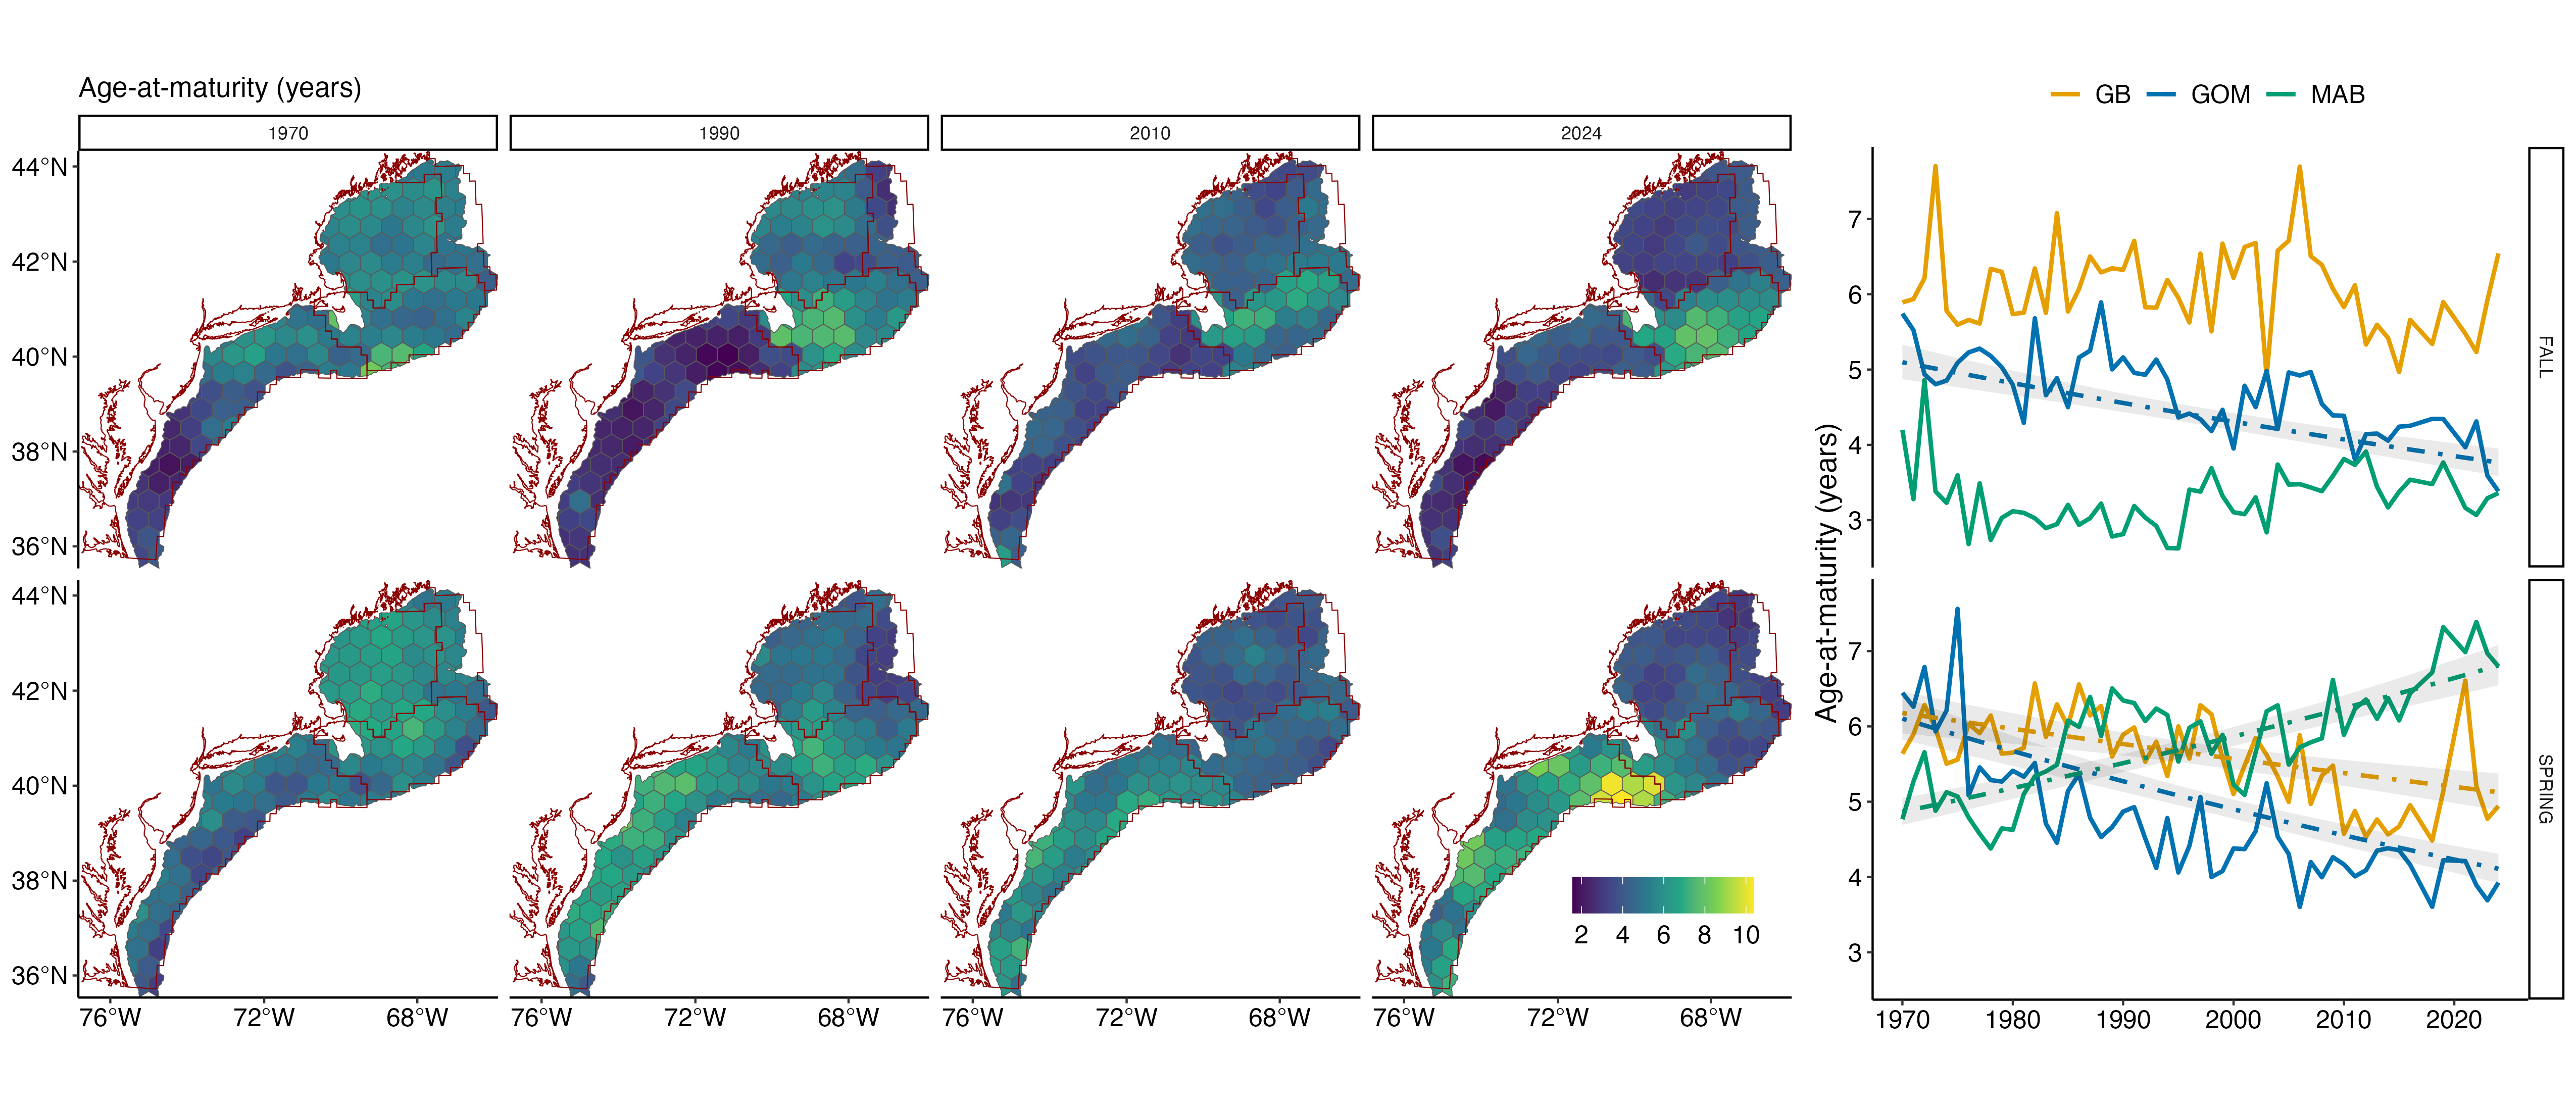 Age-at-maturity (years)
GB GOM MAB
1970 1990 2010 2024
44°N
42°N
40°N
38°N
36°N
44°N
42°N
40°N
38°N
36°N
76°W 72°W 68°W 76°W 72°W 68°W 76°W 72°W 68°W 76°W 72°W 68°W
2 4 6 8 10
Age-at-maturity (years)
7
6
5
4
3
FALL
7
6
5
4
3
SPRING
1970 1980 1990 2000 2010 2020